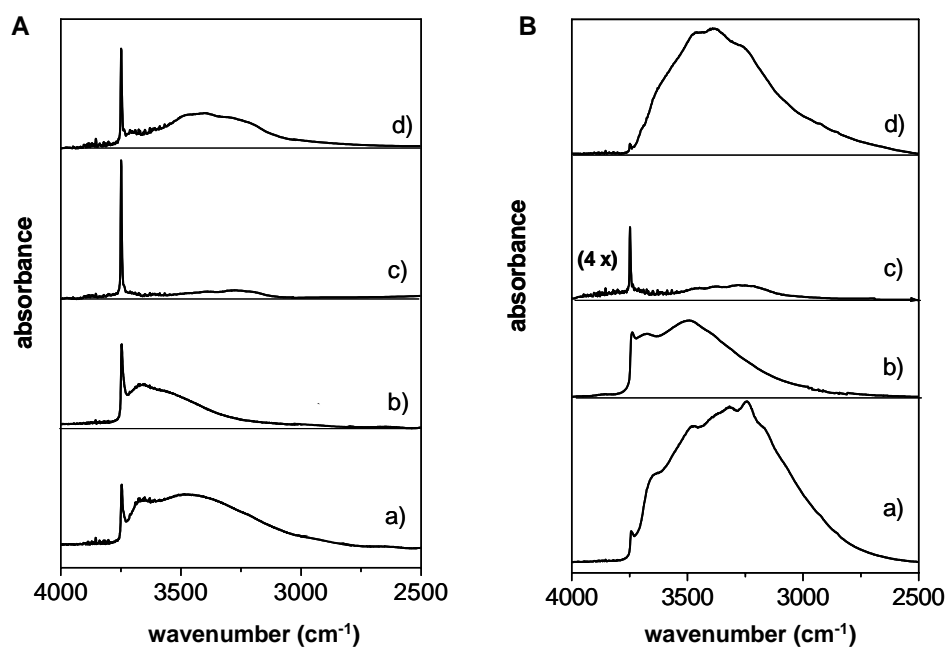 A
absorbance
d)
c)
b)
a)
4000 3500 3000 2500
wavenumber (cm⁻¹)
B
absorbance
d)
(4 x)
c)
b)
a)
4000 3500 3000 2500
wavenumber (cm⁻¹)